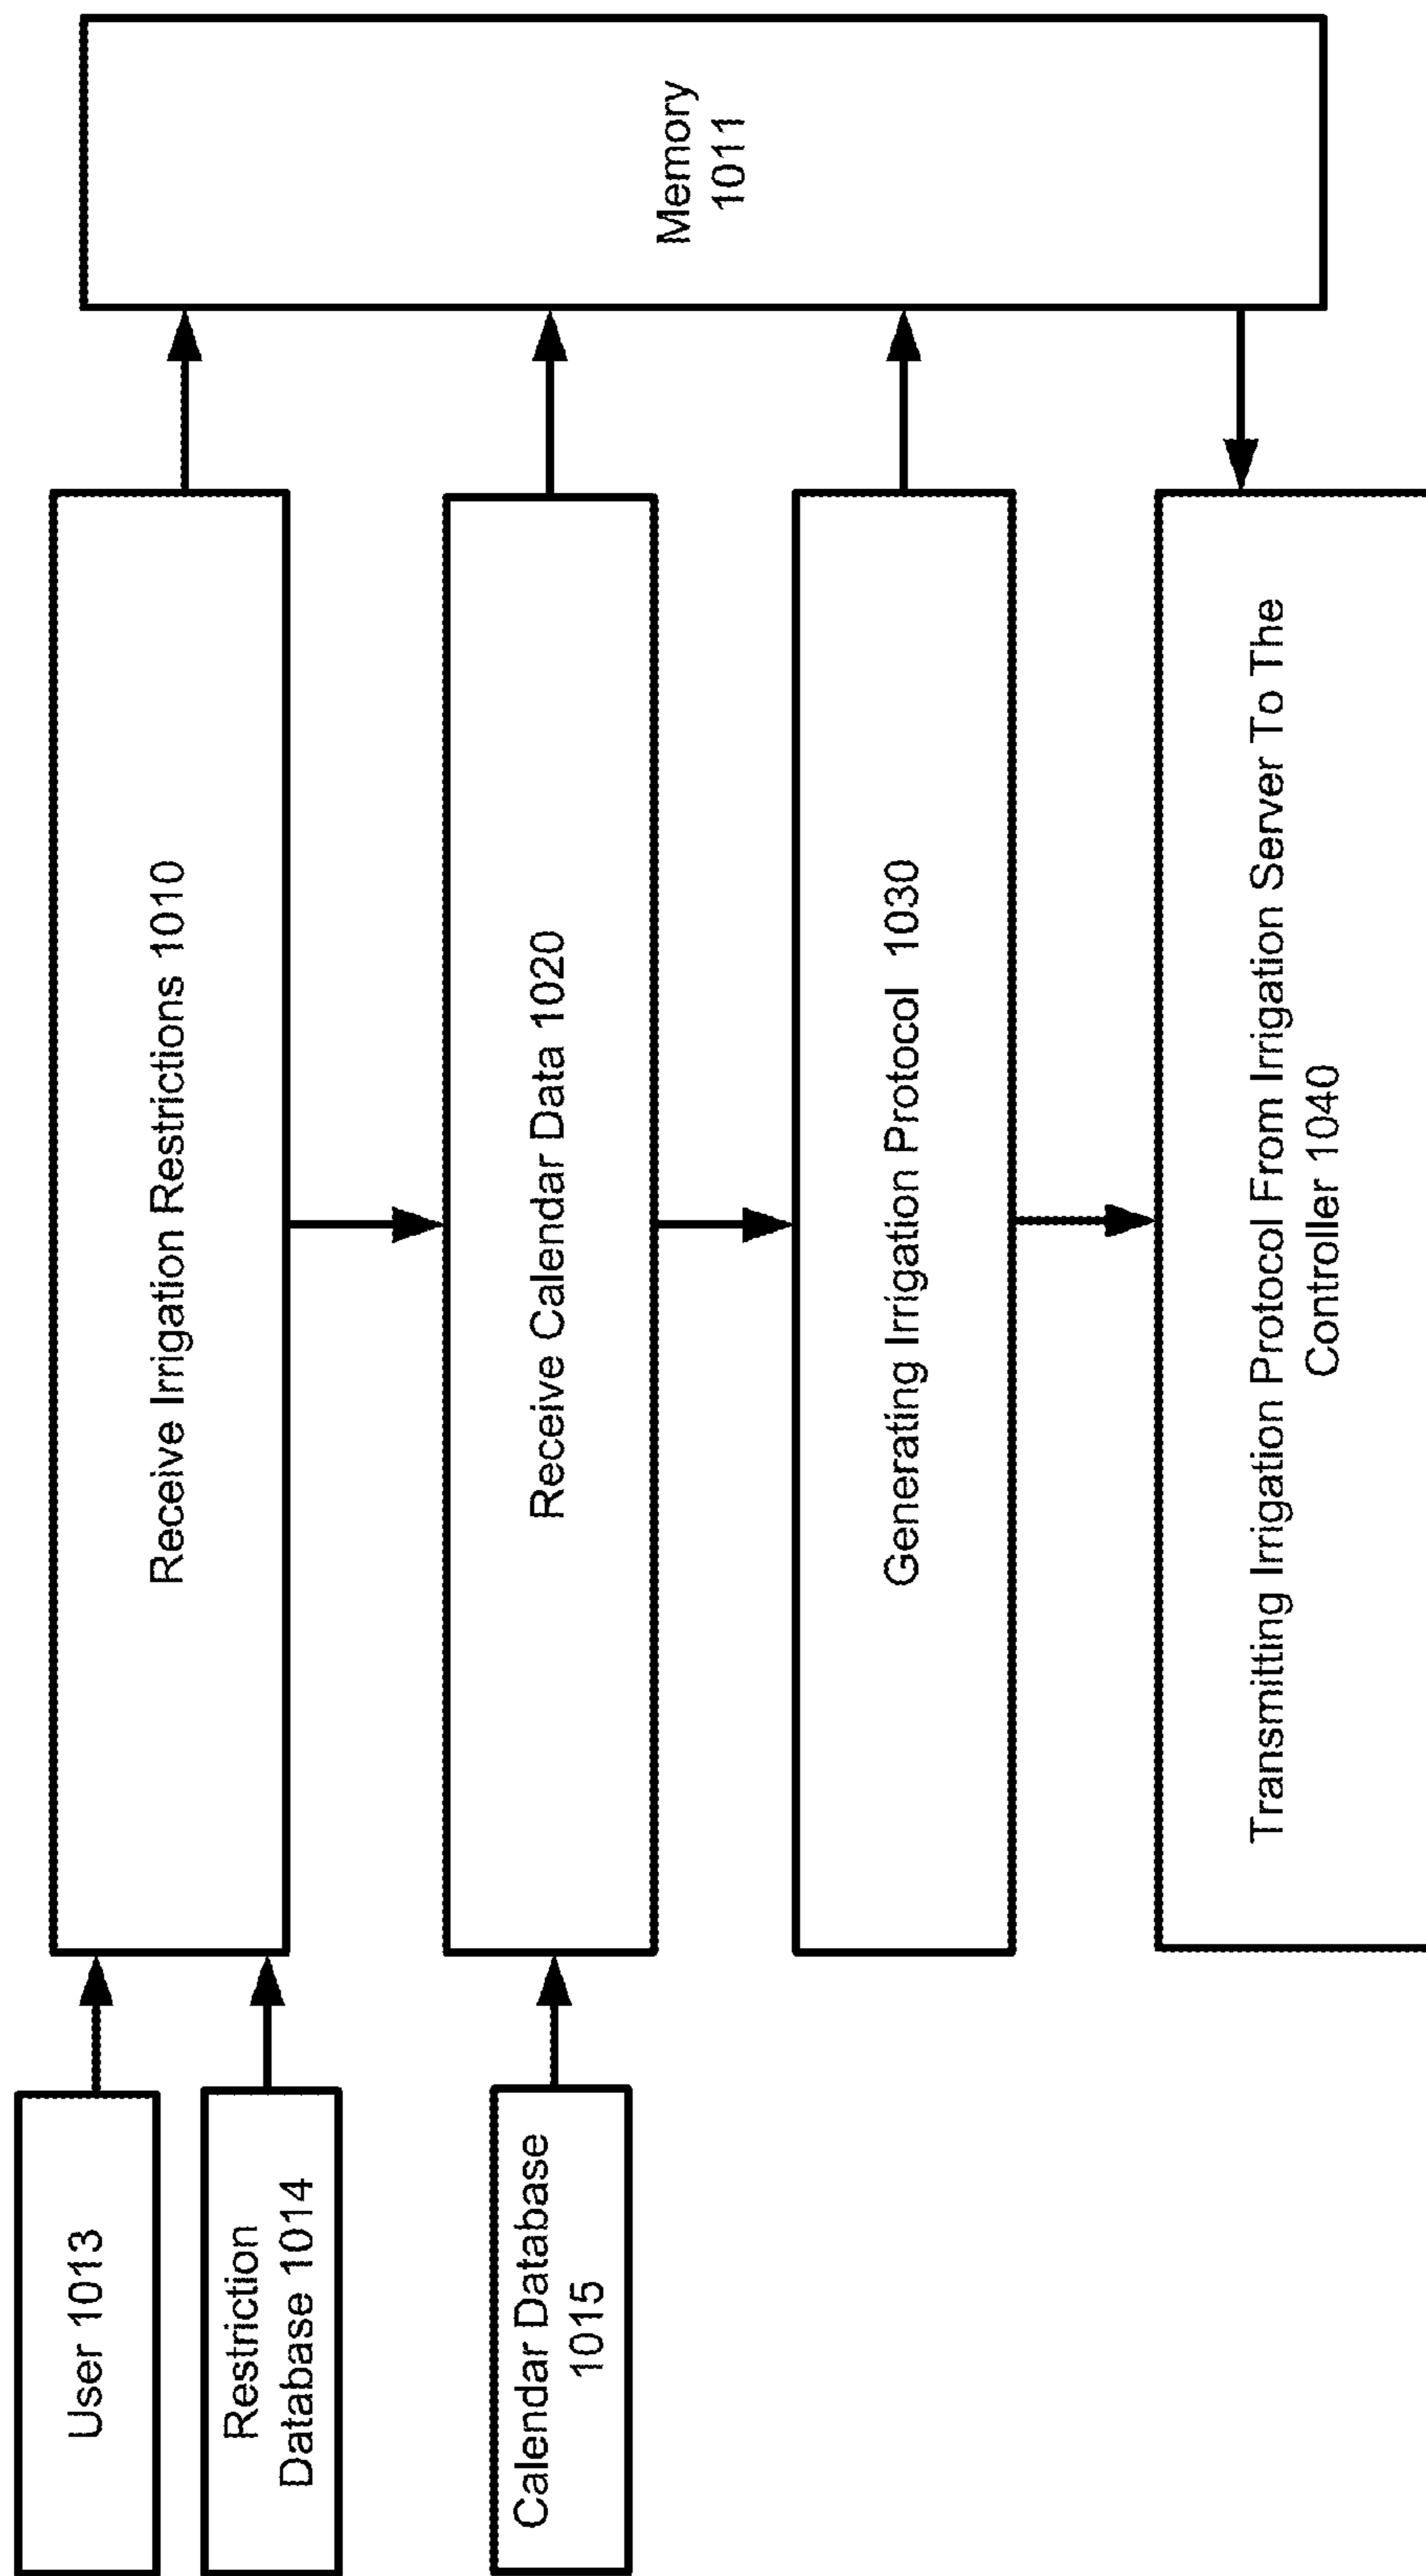 User 1013
Restriction
Database 1014
Calendar Database
1015
Receive Irrigation Restrictions 1010
Receive Calendar Data 1020
Generating Irrigation Protocol 1030
Transmitting Irrigation Protocol From Irrigation Server To The
Controller 1040
Memory
1011